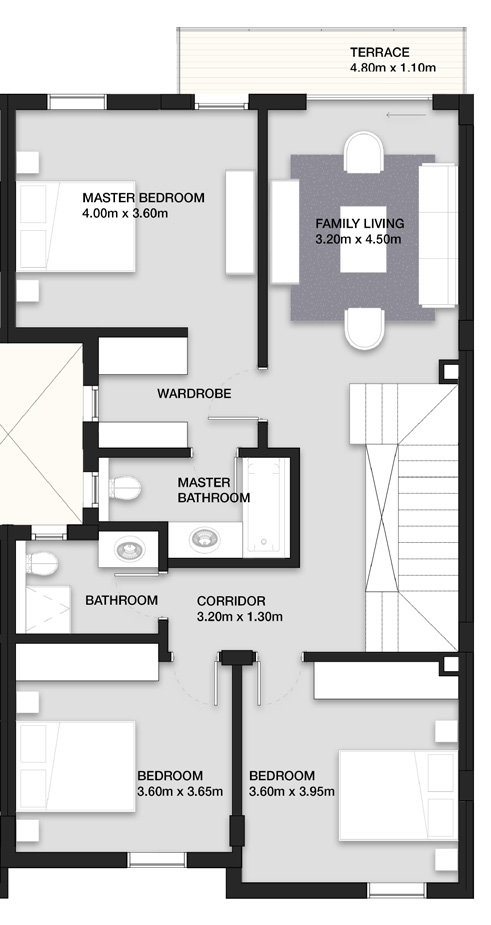 TERRACE
4.80m x 1.10m
MASTER BEDROOM
4.00m x 3.60m
FAMILY LIVING
3.20m x 4.50m
WARDROBE
MASTER
BATHROOM
BATHROOM
CORRIDOR
3.20m x 1.30m
BEDROOM
3.60m x 3.65m
BEDROOM
3.60m x 3.95m